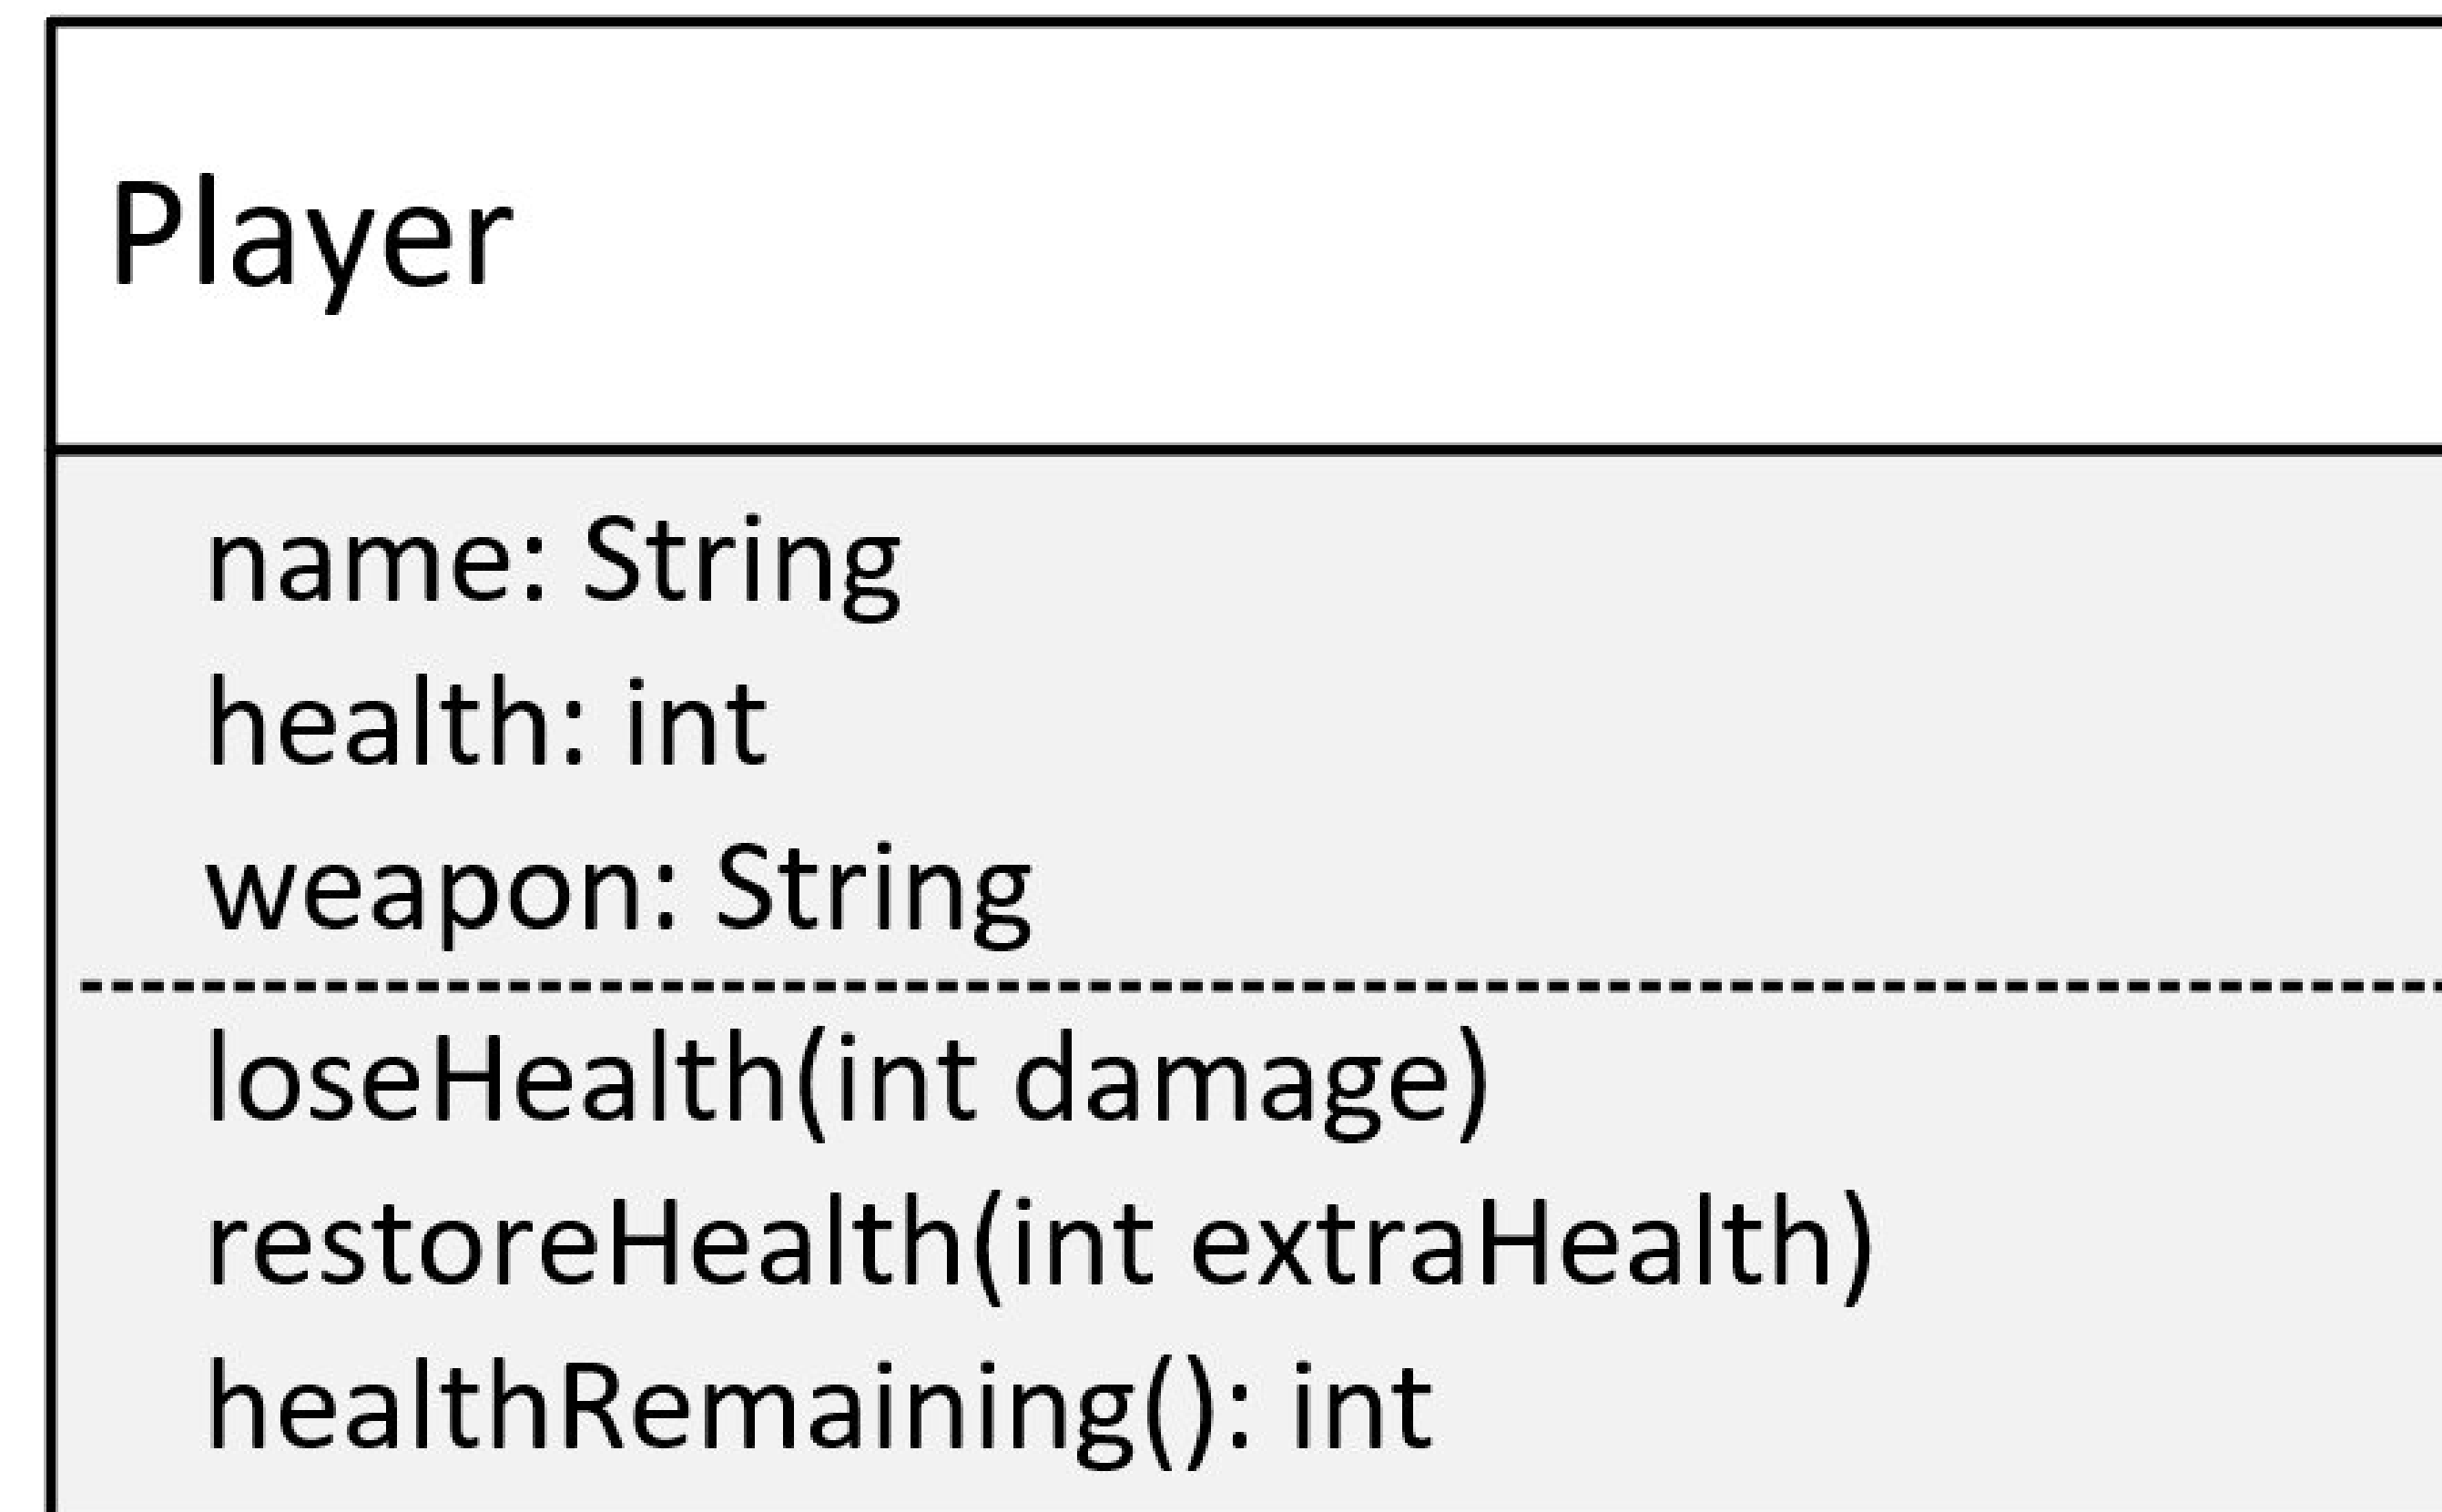 Player
name: String
health: int
weapon: String
loseHealth(int damage)
restoreHealth(int extraHealth)
healthRemaining(): int